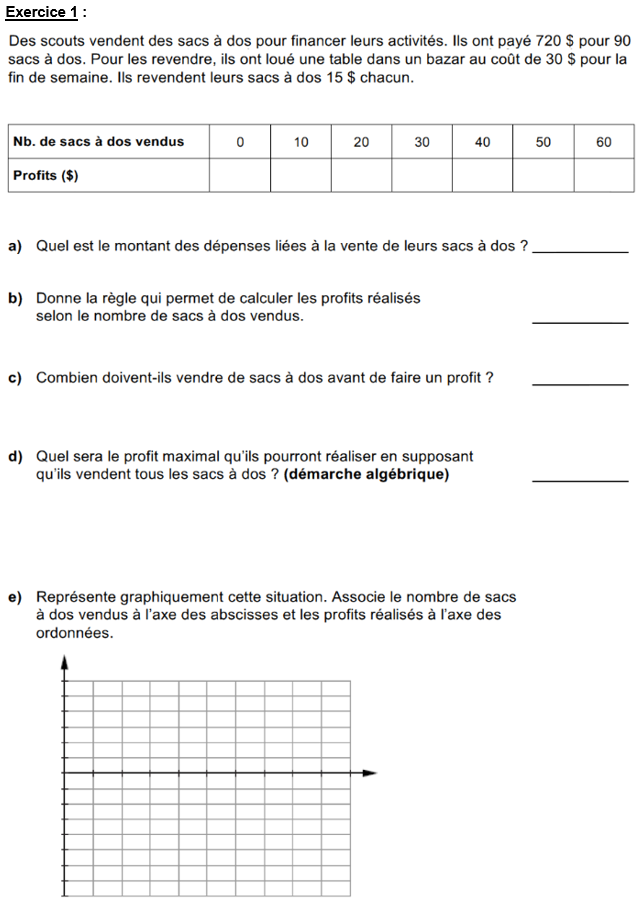 Exercice 1 :
Des scouts vendent des sacs à dos pour financer leurs activités. Ils ont payé 720 $ pour 90
sacs à dos. Pour les revendre, ils ont loué une table dans un bazar au coût de 30 $ pour la
fin de semaine. Ils revendent leurs sacs à dos 15 $ chacun.
Nb. de sacs à dos vendus 0 10 20 30 40 50 60
Profits ($)
a) Quel est le montant des dépenses liées à la vente de leurs sacs à dos ? ___________
b) Donne la règle qui permet de calculer les profits réalisés
selon le nombre de sacs à dos vendus. ___________
c) Combien doivent-ils vendre de sacs à dos avant de faire un profit ? ___________
d) Quel sera le profit maximal qu'ils pourront réaliser en supposant
qu'ils vendent tous les sacs à dos ? (démarche algébrique) ___________
e) Représente graphiquement cette situation. Associe le nombre de sacs
à dos vendus à l'axe des abscisses et les profits réalisés à l'axe des
ordonnées.